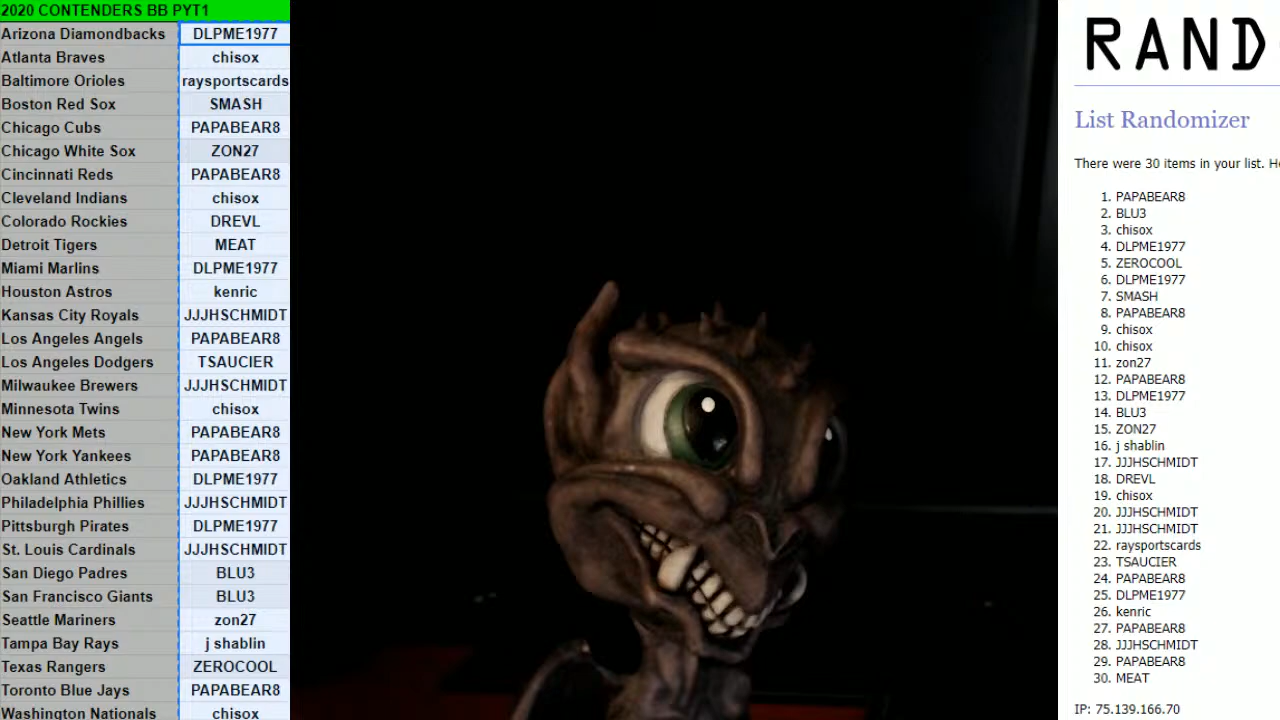 2020 CONTENDERS BB PYT1
Arizona Diamondbacks DLPME1977
Atlanta Braves chisox
Baltimore Orioles raysportscards
Boston Red Sox SMASH
Chicago Cubs PAPABEAR8
Chicago White Sox ZON27
Cincinnati Reds PAPABEAR8
Cleveland Indians chisox
Colorado Rockies DREVL
Detroit Tigers MEAT
Miami Marlins DLPME1977
Houston Astros kenric
Kansas City Royals JJJHSCHMIDT
Los Angeles Angels PAPABEAR8
Los Angeles Dodgers TSAUCIER
Milwaukee Brewers JJJHSCHMIDT
Minnesota Twins chisox
New York Mets PAPABEAR8
New York Yankees PAPABEAR8
Oakland Athletics DLPME1977
Philadelphia Phillies JJJHSCHMIDT
Pittsburgh Pirates DLPME1977
St. Louis Cardinals JJJHSCHMIDT
San Diego Padres BLU3
San Francisco Giants BLU3
Seattle Mariners zon27
Tampa Bay Rays j shablin
Texas Rangers ZEROCOOL
Toronto Blue Jays PAPABEAR8
Washington Nationals chisox
RAND
List Randomizer
There were 30 items in your list. He
1. PAPABEAR8
2. BLU3
3. chisox
4. DLPME1977
5. ZEROCOOL
6. DLPME1977
7. SMASH
8. PAPABEAR8
9. chisox
10. chisox
11. zon27
12. PAPABEAR8
13. DLPME1977
14. BLU3
15. ZON27
16. j shablin
17. JJJHSCHMIDT
18. DREVL
19. chisox
20. JJJHSCHMIDT
21. JJJHSCHMIDT
22. raysportscards
23. TSAUCIER
24. PAPABEAR8
25. DLPME1977
26. kenric
27. PAPABEAR8
28. JJJHSCHMIDT
29. PAPABEAR8
30. MEAT
IP: 75.139.166.70